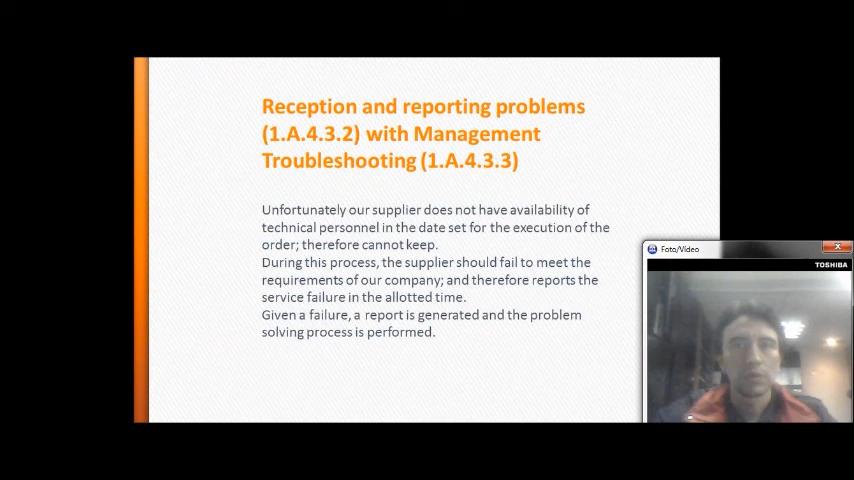 Reception and reporting problems
(1.A.4.3.2) with Management
Troubleshooting (1.A.4.3.3)
Unfortunately our supplier does not have availability of
technical personnel in the date set for the execution of the
order; therefore cannot keep.
During this process, the supplier should fail to meet the
requirements of our company; and therefore reports the
service failure in the allotted time.
Given a failure, a report is generated and the problem
solving process is performed.
Foto/Vídeo
TOSHIBA